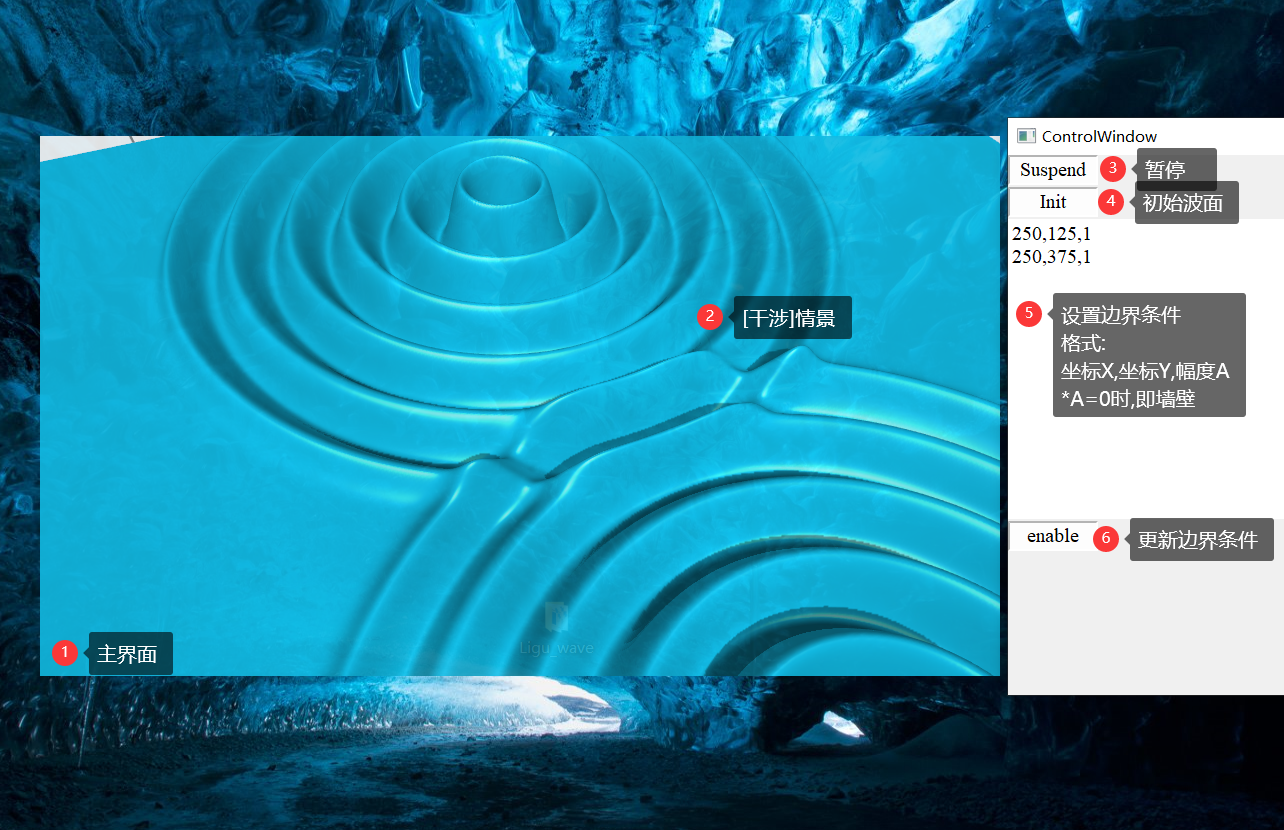 ControlWindow
Suspend
3
暂停
Init
4
初始波面
250,125,1
250,375,1
2
[干涉]情景
5
设置边界条件
格式:
坐标X,坐标Y,幅度A
*A=0时,即墙壁
enable
6
更新边界条件
Ligu_wave
1
主界面